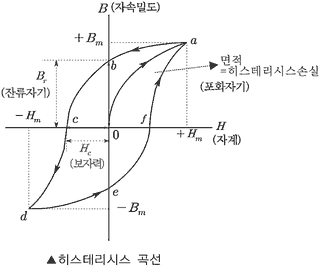 B (자속밀도)
+B_m
a
면적
=히스테리시스손실
(포화자기)
b
B_r
(잔류자기)
-H_m
c
0
f
+H_m
H
(자계)
H_c
(보자력)
e
d
-B_m
▲히스테리시스 곡선